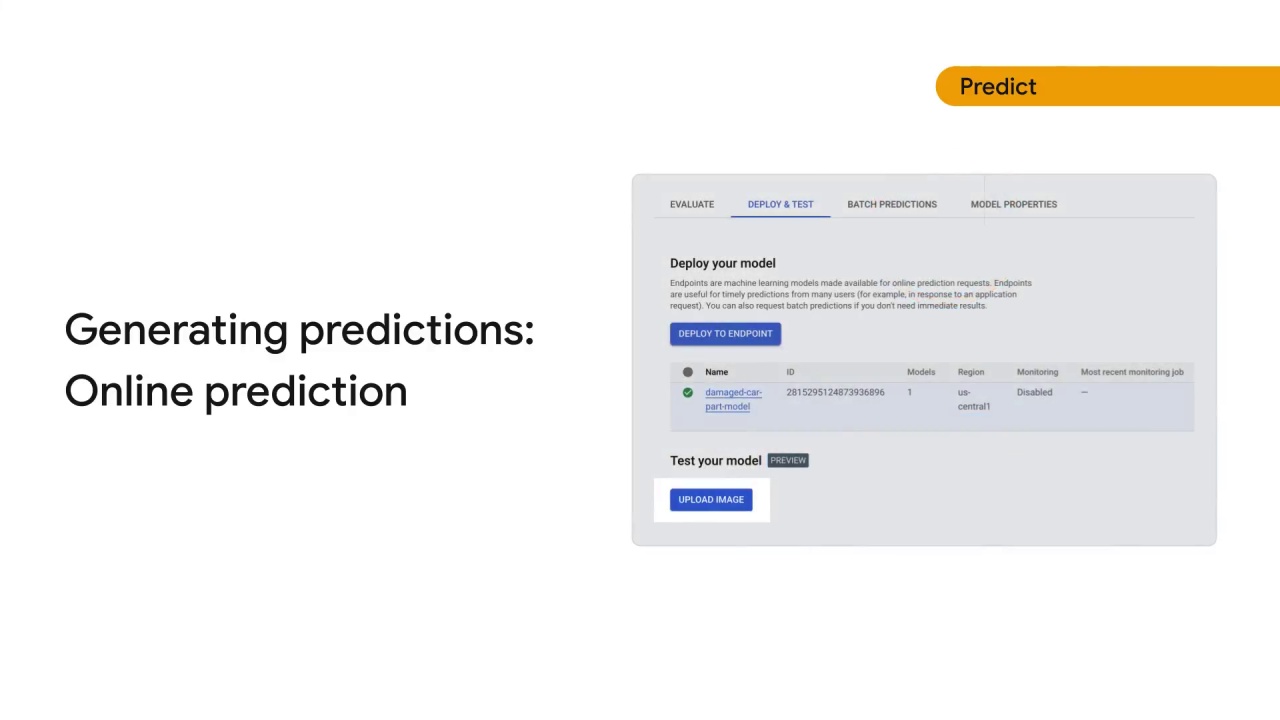 Predict
Generating predictions:
Online prediction
EVALUATE DEPLOY & TEST BATCH PREDICTIONS MODEL PROPERTIES
Deploy your model
Endpoints are machine learning models made available for online prediction requests. Endpoints
are useful for timely predictions from many users (for example, in response to an application
request). You can also request batch predictions if you don't need immediate results.
DEPLOY TO ENDPOINT
Name ID Models Region Monitoring Most recent monitoring job
damaged-car- 2815295124873936896 1 us- Disabled —
part-model central1
Test your model PREVIEW
UPLOAD IMAGE